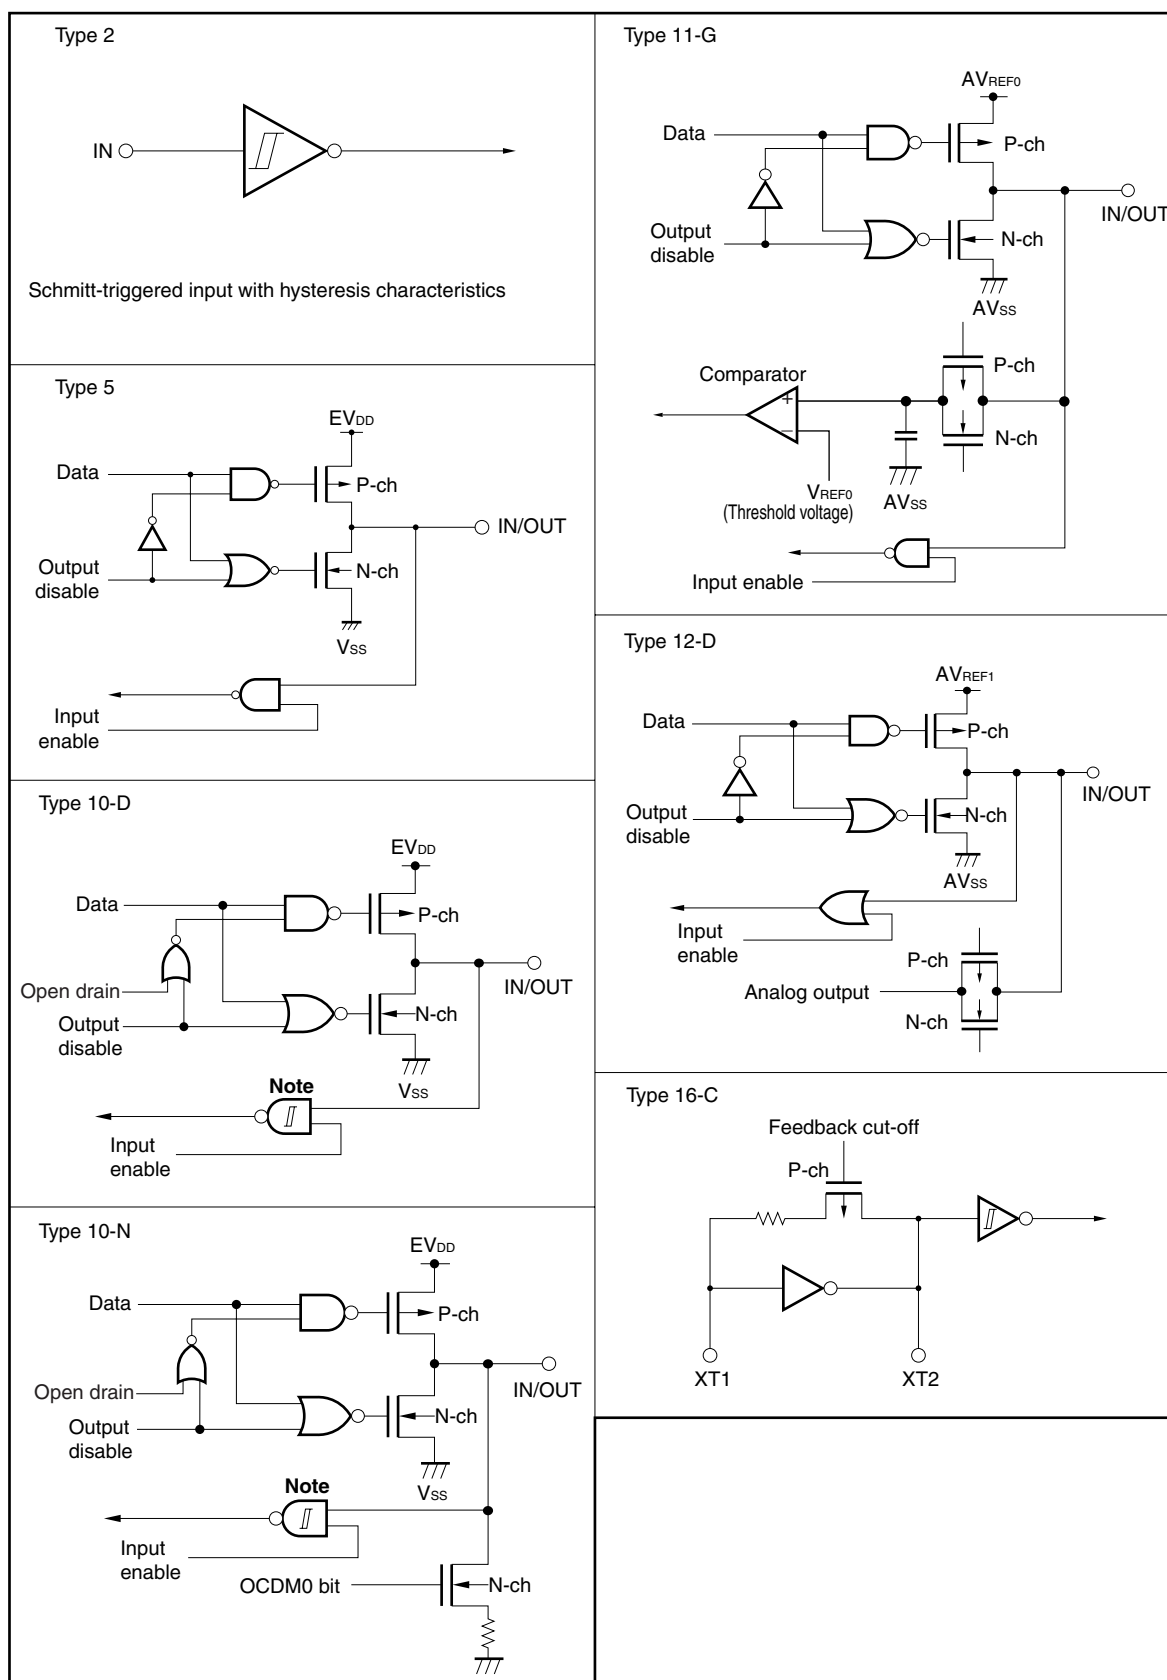 Type 2
IN
Schmitt-triggered input with hysteresis characteristics
Type 5
EVDD
Data
P-ch
IN/OUT
Output
disable
N-ch
VSS
Input
enable
Type 10-D
EVDD
Data
P-ch
Open drain
IN/OUT
Output
disable
N-ch
VSS
Note
Input
enable
Type 10-N
EVDD
Data
P-ch
Open drain
IN/OUT
Output
disable
N-ch
VSS
Note
Input
enable
OCDM0 bit
N-ch
Type 11-G
AVREF0
Data
P-ch
IN/OUT
Output
disable
N-ch
AVSS
P-ch
Comparator
+
−
N-ch
VREF0
(Threshold voltage)
AVSS
Input enable
Type 12-D
AVREF1
Data
P-ch
IN/OUT
Output
disable
N-ch
AVSS
Input
enable
P-ch
Analog output
N-ch
Type 16-C
Feedback cut-off
P-ch
XT1
XT2